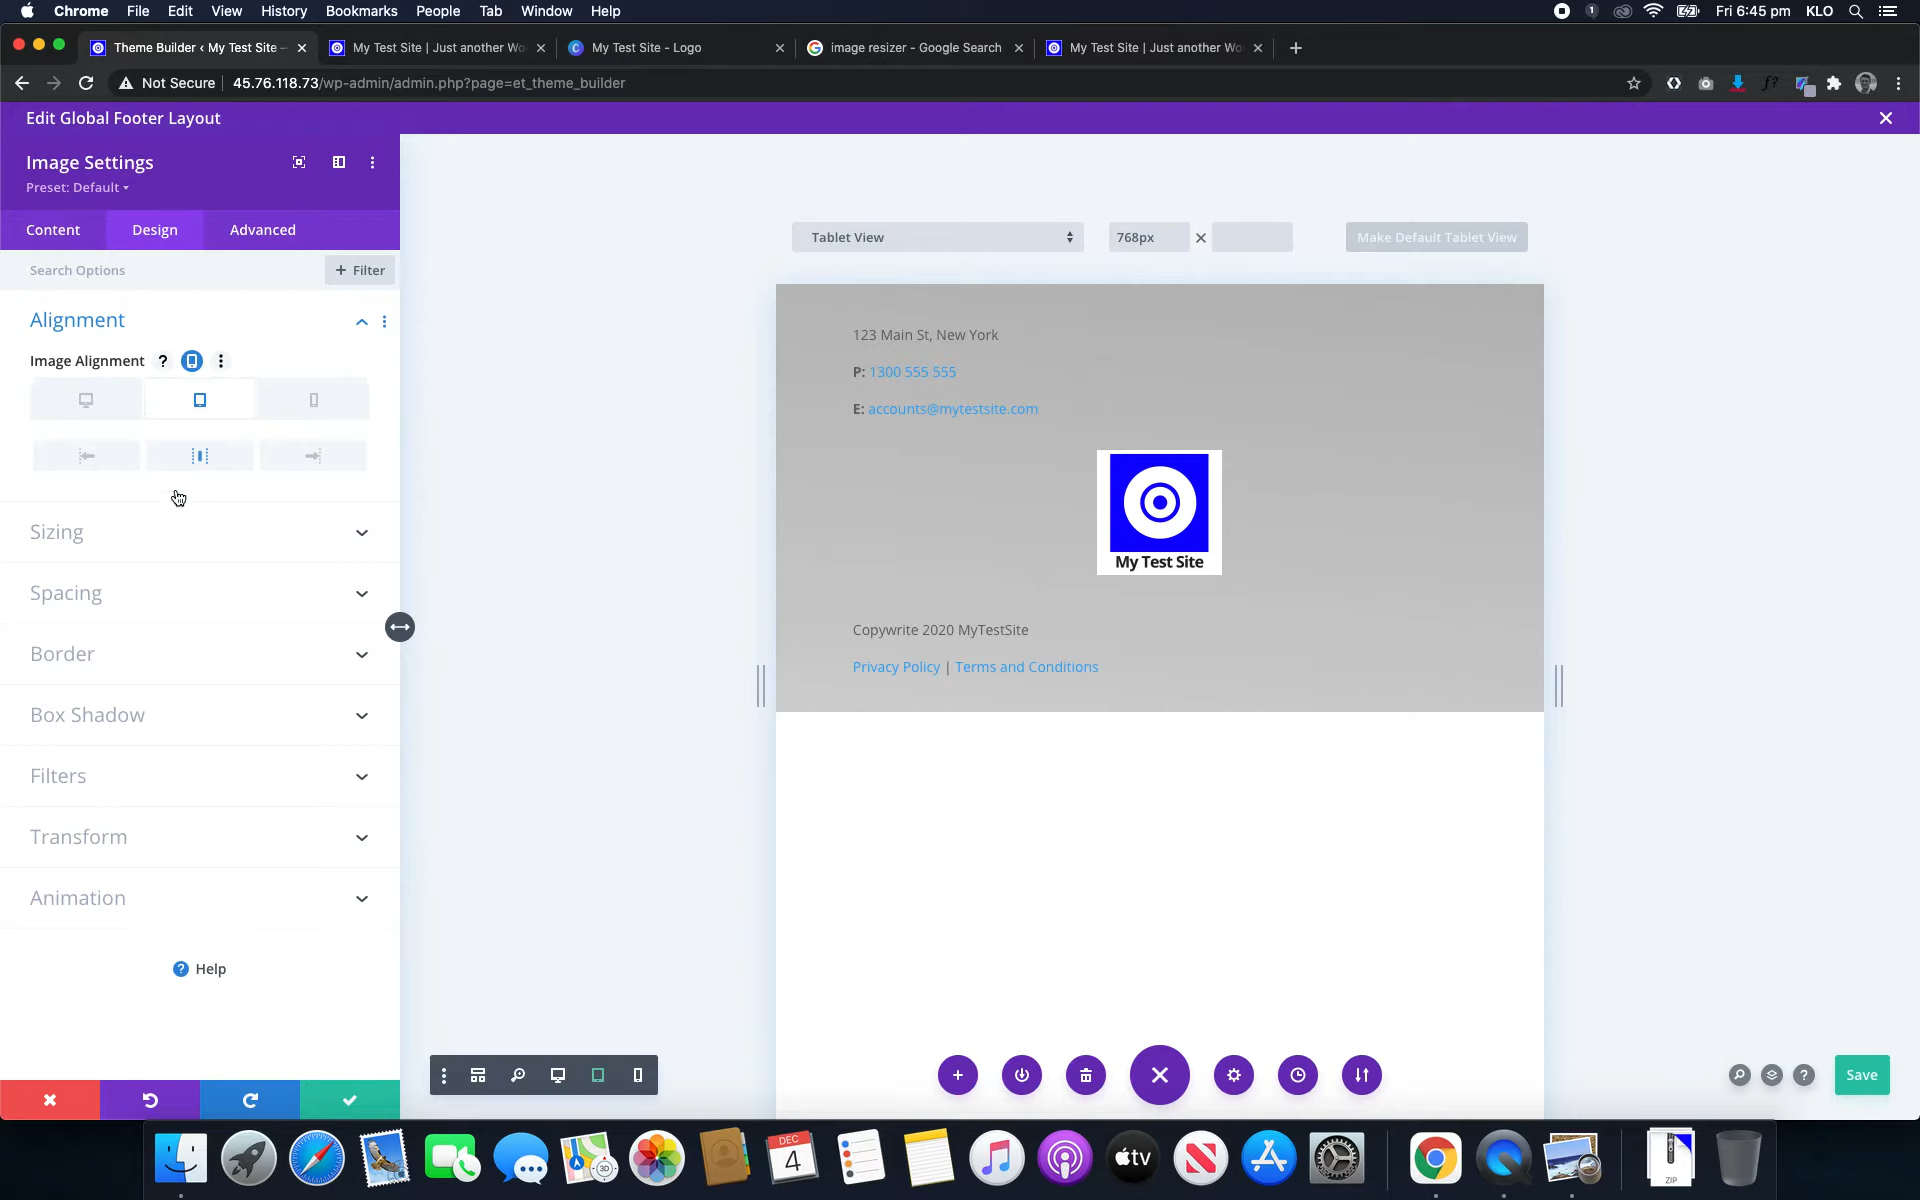 Chrome File Edit View History Bookmarks People Tab Window Help
1 Fri 6:45 pm KLO
Theme Builder ‹ My Test Site –
My Test Site | Just another Wo
My Test Site - Logo
image resizer - Google Search
My Test Site | Just another Wo
Not Secure 45.76.118.73/wp-admin/admin.php?page=et_theme_builder
f?
Edit Global Footer Layout
Image Settings
Preset: Default
Content Design Advanced
Search Options + Filter
Alignment
Image Alignment ?
Sizing
Spacing
Border
Box Shadow
Filters
Transform
Animation
? Help
Tablet View 768px Make Default Tablet View
123 Main St, New York
P: 1300 555 555
E: accounts@mytestsite.com
My Test Site
Copywrite 2020 MyTestSite
Privacy Policy | Terms and Conditions
? Save
3D
DEC
4
tv
ZIP